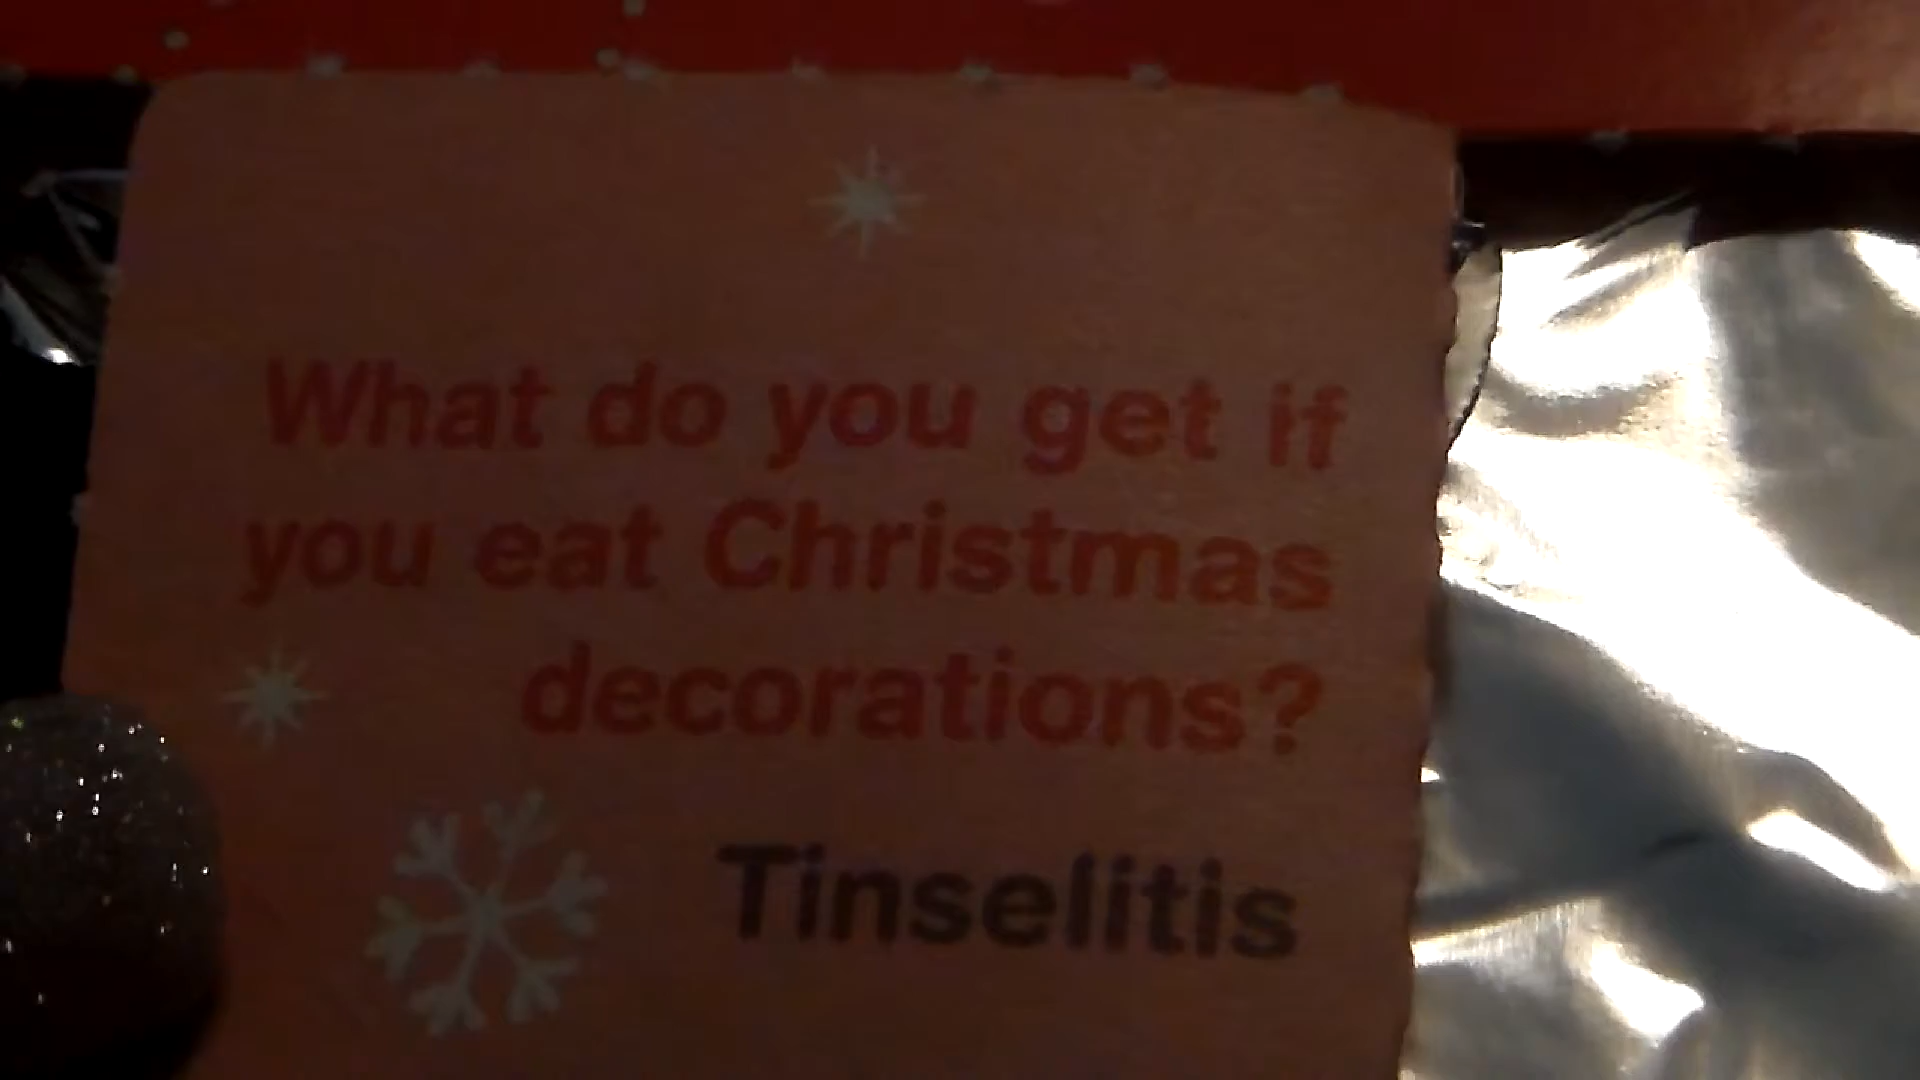 What do you get if
you eat Christmas
decorations?
Tinselitis